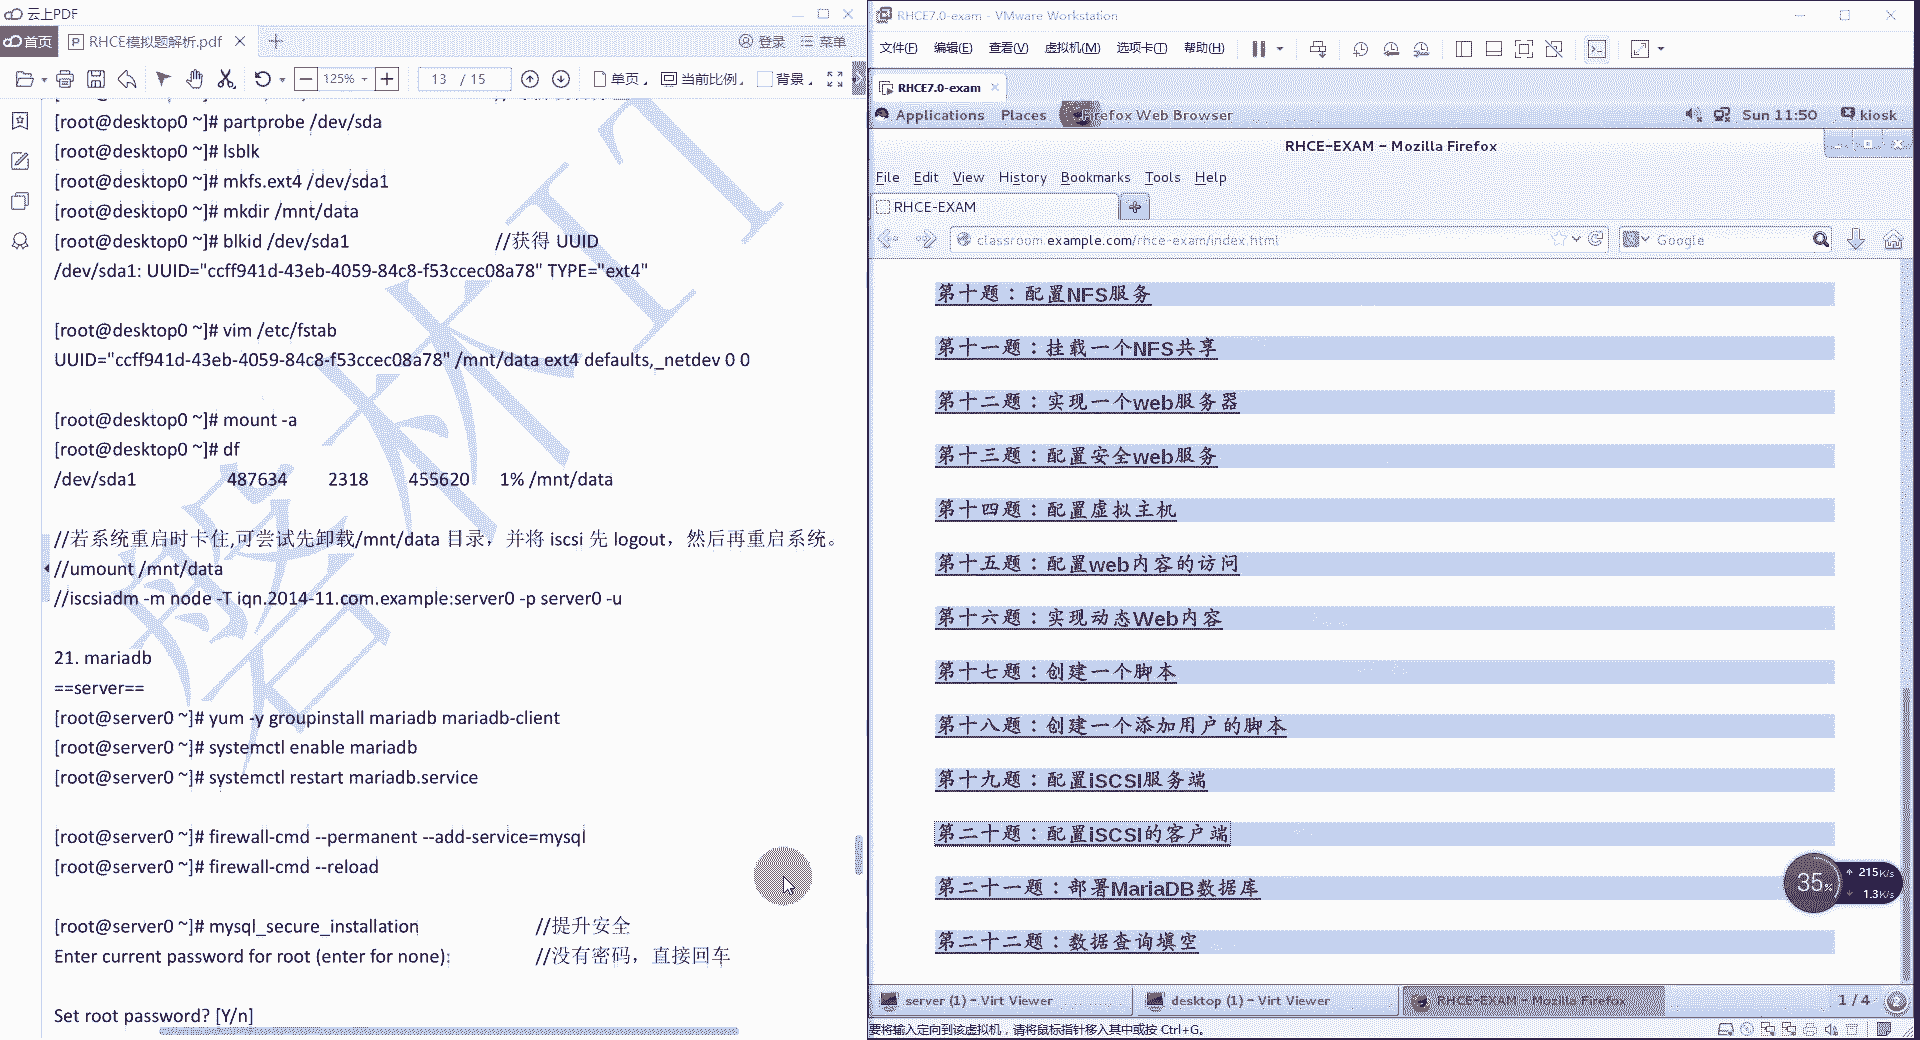 云上PDF
首页
RHCE模拟题解析.pdf
登录
菜单
125%
13 / 15
单页
当前比例
背景
[root@desktop0 ~]# partprobe /dev/sda
[root@desktop0 ~]# lsblk
[root@desktop0 ~]# mkfs.ext4 /dev/sda1
[root@desktop0 ~]# mkdir /mnt/data
[root@desktop0 ~]# blkid /dev/sda1 //获得 UUID
/dev/sda1: UUID="ccff941d-43eb-4059-84c8-f53ccec08a78" TYPE="ext4"
[root@desktop0 ~]# vim /etc/fstab
UUID="ccff941d-43eb-4059-84c8-f53ccec08a78" /mnt/data ext4 defaults,_netdev 0 0
[root@desktop0 ~]# mount -a
[root@desktop0 ~]# df
/dev/sda1 487634 2318 455620 1% /mnt/data
//若系统重启时卡住,可尝试先卸载/mnt/data 目录，并将 iscsi 先 logout，然后再重启系统。
//umount /mnt/data
//iscsiadm -m node -T iqn.2014-11.com.example:server0 -p server0 -u
21. mariadb
==server==
[root@server0 ~]# yum -y groupinstall mariadb mariadb-client
[root@server0 ~]# systemctl enable mariadb
[root@server0 ~]# systemctl restart mariadb.service
[root@server0 ~]# firewall-cmd --permanent --add-service=mysql
[root@server0 ~]# firewall-cmd --reload
[root@server0 ~]# mysql_secure_installation //提升安全
Enter current password for root (enter for none): //没有密码，直接回车
Set root password? [Y/n]
RHCE7.0-exam - VMware Workstation
文件(F) 编辑(E) 查看(V) 虚拟机(M) 选项卡(T) 帮助(H)
RHCE7.0-exam
Applications Places Firefox Web Browser Sun 11:50 kiosk
RHCE-EXAM - Mozilla Firefox
File Edit View History Bookmarks Tools Help
RHCE-EXAM
classroom.example.com/rhce-exam/index.html
Google
第十题：配置NFS服务
第十一题：挂载一个NFS共享
第十二题：实现一个web服务器
第十三题：配置安全web服务
第十四题：配置虚拟主机
第十五题：配置web内容的访问
第十六题：实现动态Web内容
第十七题：创建一个脚本
第十八题：创建一个添加用户的脚本
第十九题：配置iSCSI服务端
第二十题：配置iSCSI的客户端
第二十一题：部署MariaDB数据库
第二十二题：数据查询填空
35%
215K/s
1.3K/s
server (1) - Virt Viewer
desktop (1) - Virt Viewer
RHCE-EXAM - Mozilla Firefox
1 / 4
要将输入定向到该虚拟机，请将鼠标指针移入其中或按 Ctrl+G。